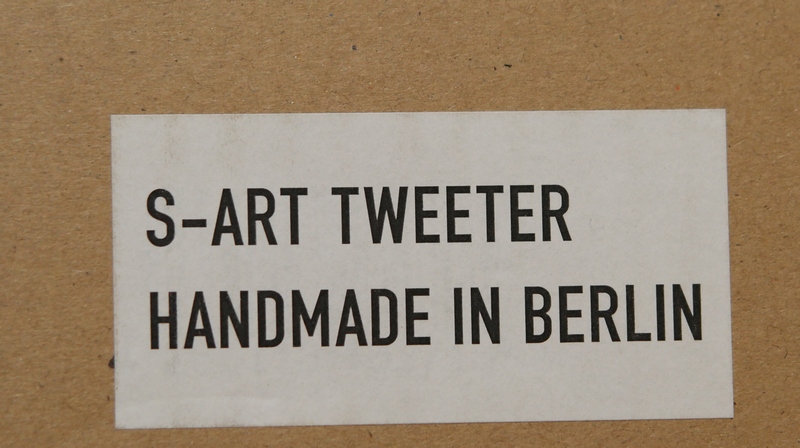 S-ART TWEETER
HANDMADE IN BERLIN